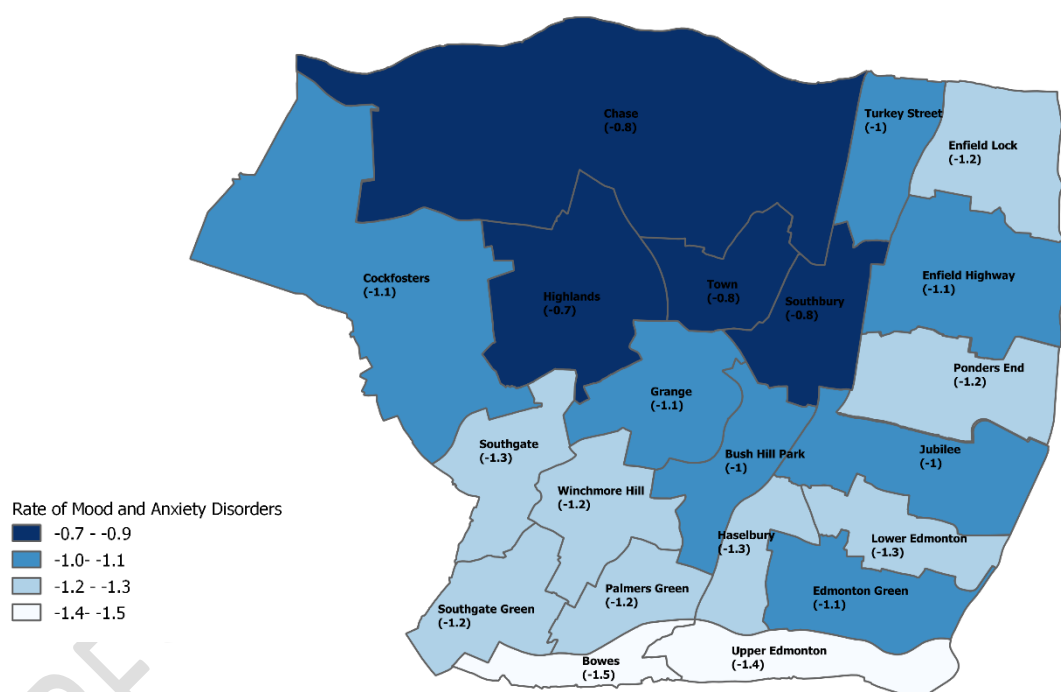 Chase
(-0.8)
Turkey Street
(-1)
Enfield Lock
(-1.2)
Cockfosters
(-1.1)
Highlands
(-0.7)
Town
(-0.8)
Southbury
(-0.8)
Enfield Highway
(-1.1)
Ponders End
(-1.2)
Grange
(-1.1)
Southgate
(-1.3)
Bush Hill Park
(-1)
Jubilee
(-1)
Winchmore Hill
(-1.2)
Haselbury
(-1.3)
Lower Edmonton
(-1.3)
Palmers Green
(-1.2)
Edmonton Green
(-1.1)
Southgate Green
(-1.2)
Bowes
(-1.5)
Upper Edmonton
(-1.4)
Rate of Mood and Anxiety Disorders
-0.7 - -0.9
-1.0- -1.1
-1.2 - -1.3
-1.4- -1.5